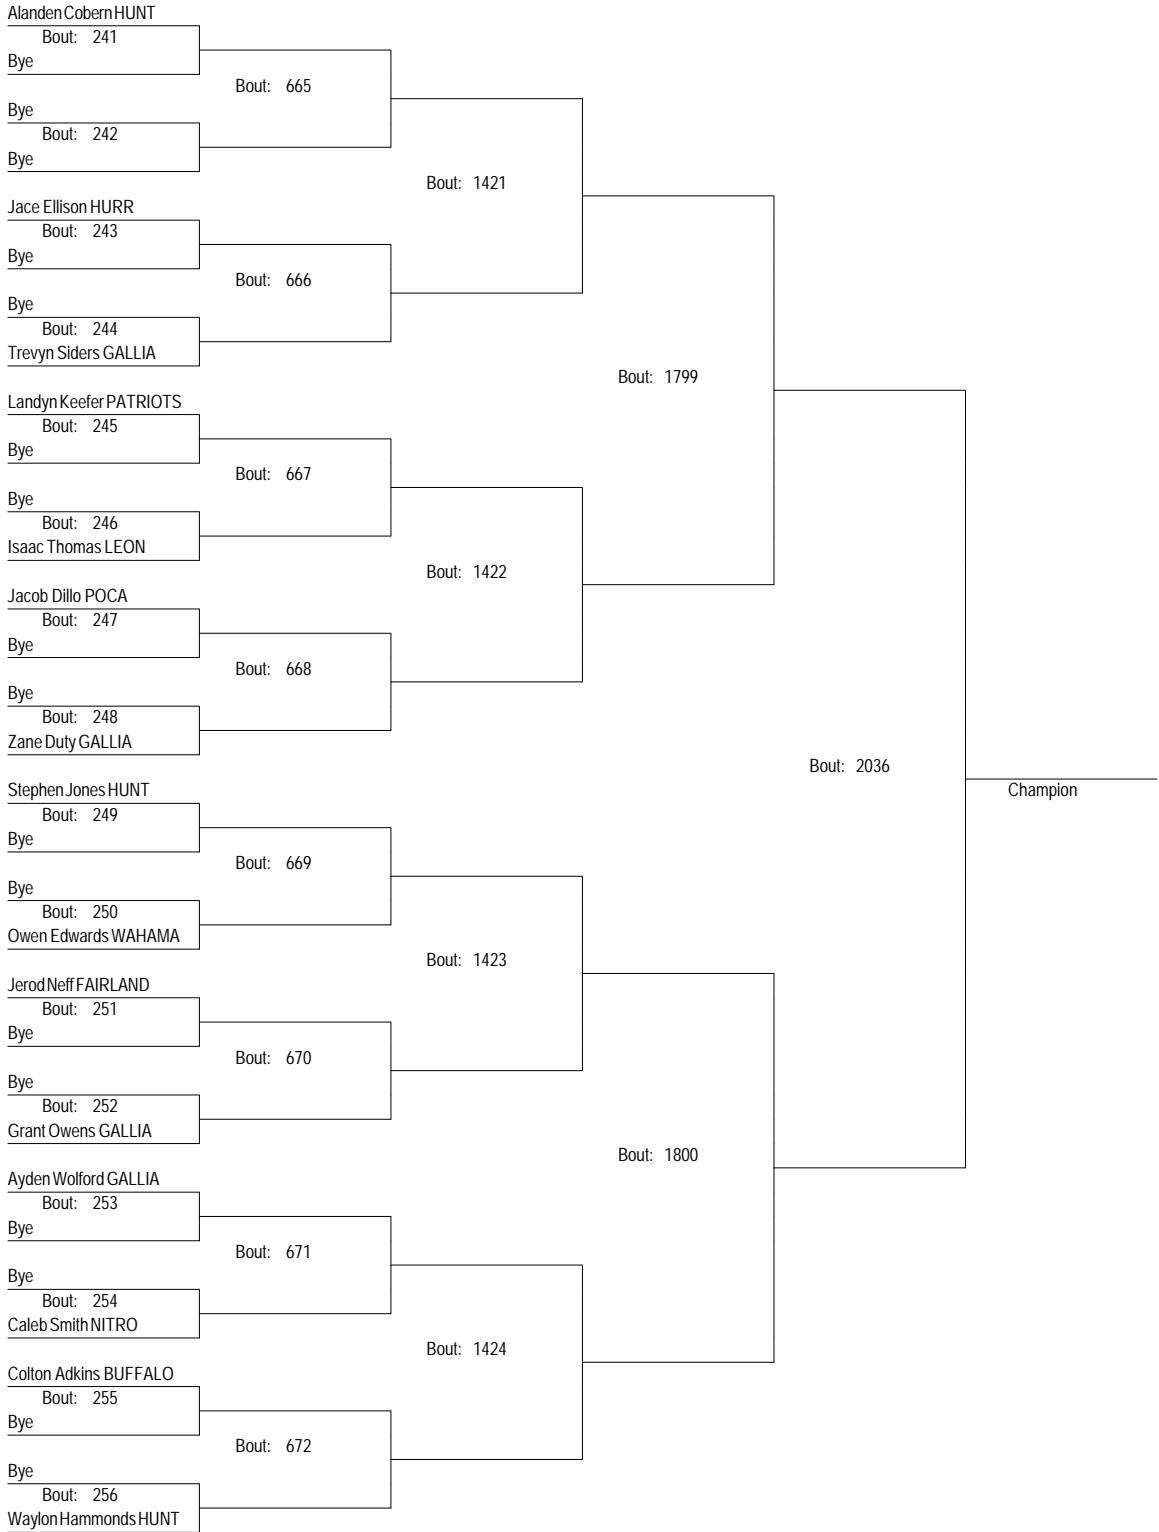 Alanden Cobern HUNT
Bout: 241
Bye
Bout: 665
Bye
Bout: 242
Bye
Bout: 1421
Jace Ellison HURR
Bout: 243
Bye
Bout: 666
Bye
Bout: 244
Trevyn Siders GALLIA
Bout: 1799
Landyn Keefer PATRIOTS
Bout: 245
Bye
Bout: 667
Bye
Bout: 246
Isaac Thomas LEON
Bout: 1422
Jacob Dillo POCA
Bout: 247
Bye
Bout: 668
Bye
Bout: 248
Zane Duty GALLIA
Bout: 2036
Champion
Stephen Jones HUNT
Bout: 249
Bye
Bout: 669
Bye
Bout: 250
Owen Edwards WAHAMA
Bout: 1423
Jerod Neff FAIRLAND
Bout: 251
Bye
Bout: 670
Bye
Bout: 252
Grant Owens GALLIA
Bout: 1800
Ayden Wolford GALLIA
Bout: 253
Bye
Bout: 671
Bye
Bout: 254
Caleb Smith NITRO
Bout: 1424
Colton Adkins BUFFALO
Bout: 255
Bye
Bout: 672
Bye
Bout: 256
Waylon Hammonds HUNT